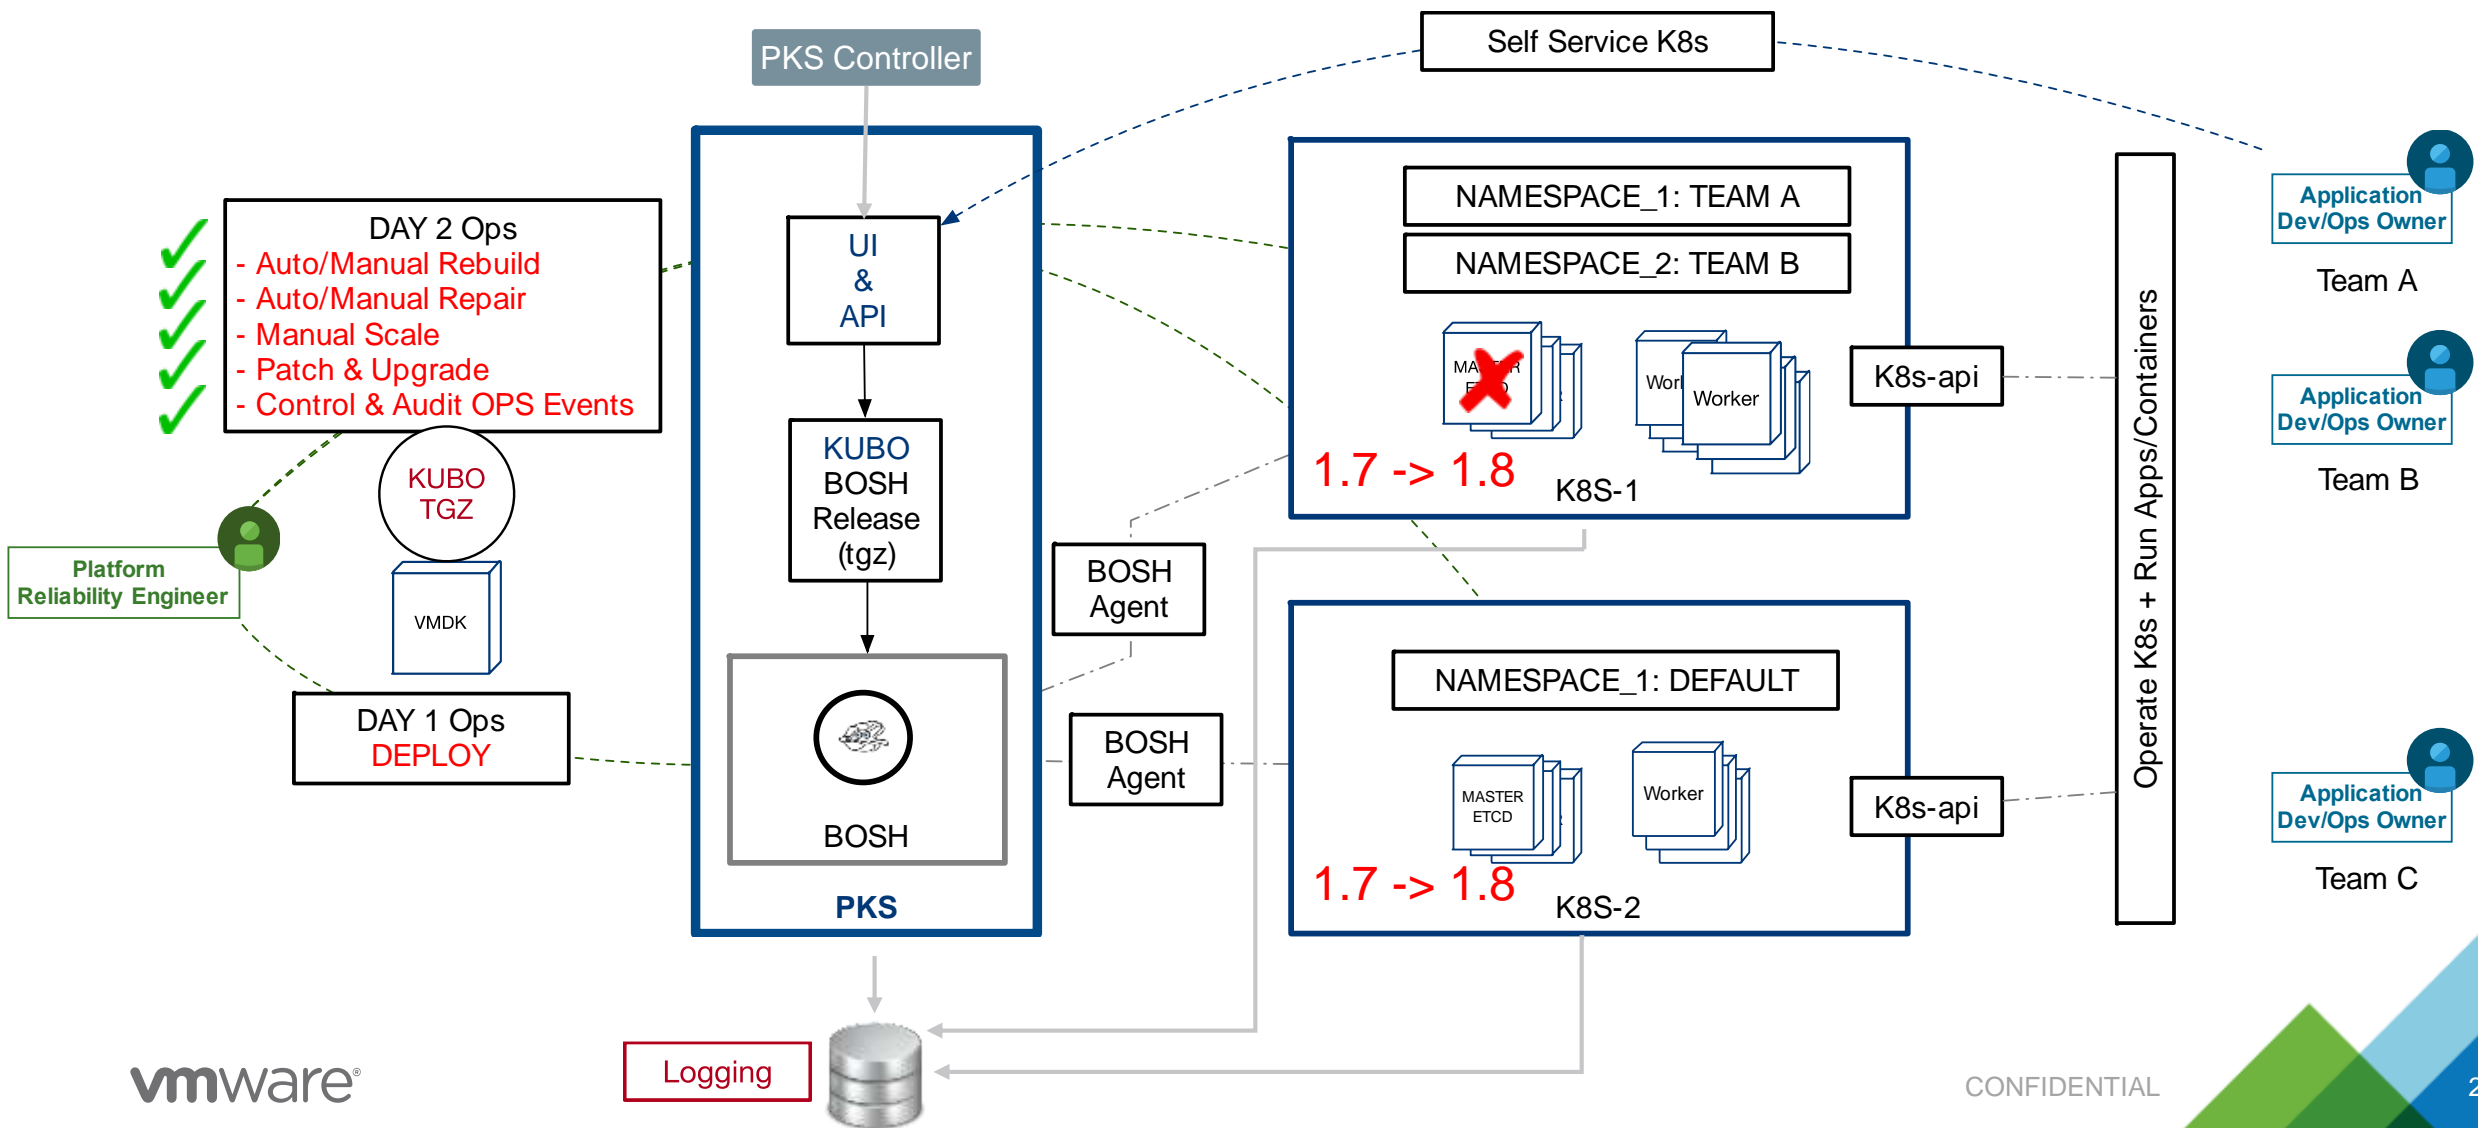 PKS Controller
Self Service K8s
DAY 2 Ops
- Auto/Manual Rebuild
- Auto/Manual Repair
- Manual Scale
- Patch & Upgrade
- Control & Audit OPS Events
KUBO
TGZ
VMDK
Platform
Reliability Engineer
DAY 1 Ops
DEPLOY
UI
&
API
KUBO
BOSH
Release
(tgz)
BOSH
PKS
BOSH
Agent
BOSH
Agent
NAMESPACE_1: TEAM A
NAMESPACE_2: TEAM B
Worker
K8s-api
1.7 -> 1.8
K8S-1
NAMESPACE_1: DEFAULT
MASTER
ETCD
Worker
K8s-api
1.7 -> 1.8
K8S-2
Operate K8s + Run Apps/Containers
Application
Dev/Ops Owner
Team A
Application
Dev/Ops Owner
Team B
Application
Dev/Ops Owner
Team C
Logging
vmware®
CONFIDENTIAL
2